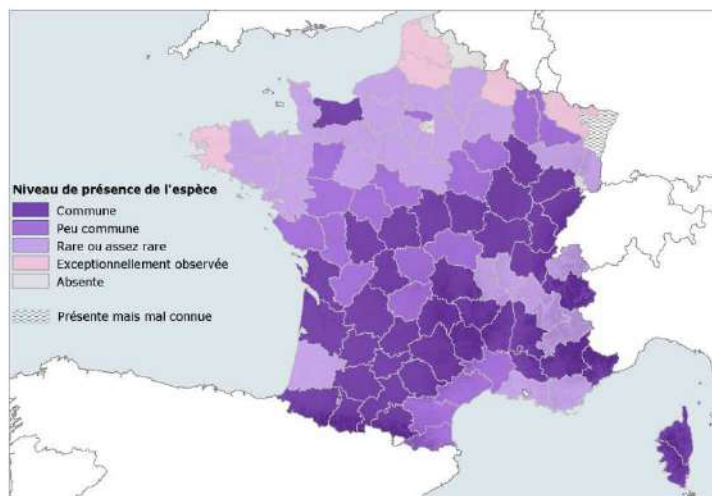 Niveau de présence de l'espèce
Commune
Peu commune
Rare ou assez rare
Exceptionnellement observée
Absente
Présente mais mal connue